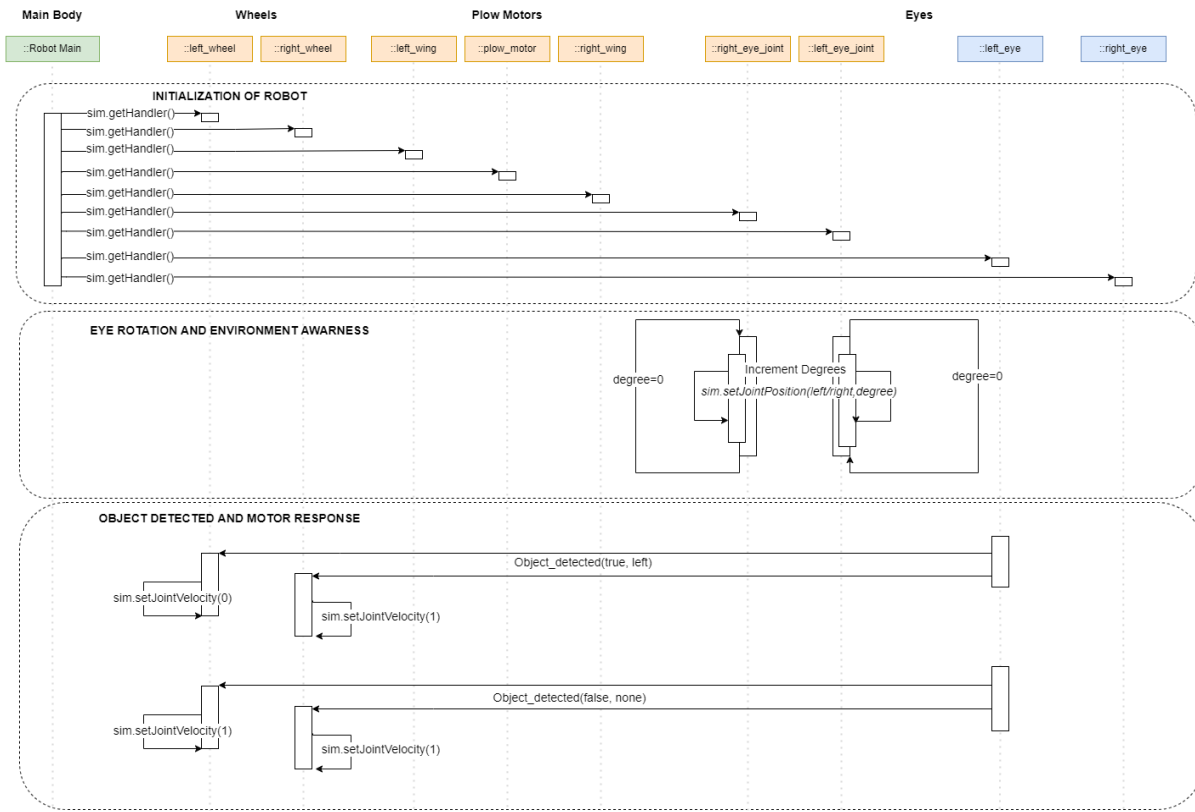 Main Body
Wheels
Plow Motors
Eyes
::Robot Main
::left_wheel
::right_wheel
::left_wing
::plow_motor
::right_wing
::right_eye_joint
::left_eye_joint
::left_eye
::right_eye
INITIALIZATION OF ROBOT
sim.getHandler()
sim.getHandler()
sim.getHandler()
sim.getHandler()
sim.getHandler()
sim.getHandler()
sim.getHandler()
sim.getHandler()
sim.getHandler()
EYE ROTATION AND ENVIRONMENT AWARNESS
degree=0
Increment Degrees
sim.setJointPosition(left/right,degree)
degree=0
OBJECT DETECTED AND MOTOR RESPONSE
Object_detected(true, left)
sim.setJointVelocity(0)
sim.setJointVelocity(1)
Object_detected(false, none)
sim.setJointVelocity(1)
sim.setJointVelocity(1)